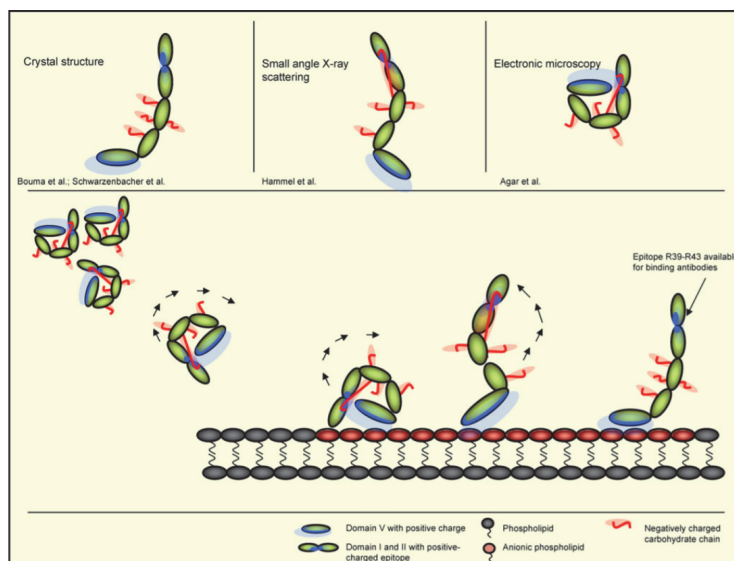 Crystal structure
Small angle X-ray
scattering
Electronic microscopy
Bouma et al.; Schwarzenbacher et al.
Hammel et al.
Agar et al.
Epitope R39-R43 available
for binding antibodies
Domain V with positive charge
Domain I and II with positive-
charged epitope
Phospholipid
Anionic phospholipid
Negatively charged
carbohydrate chain